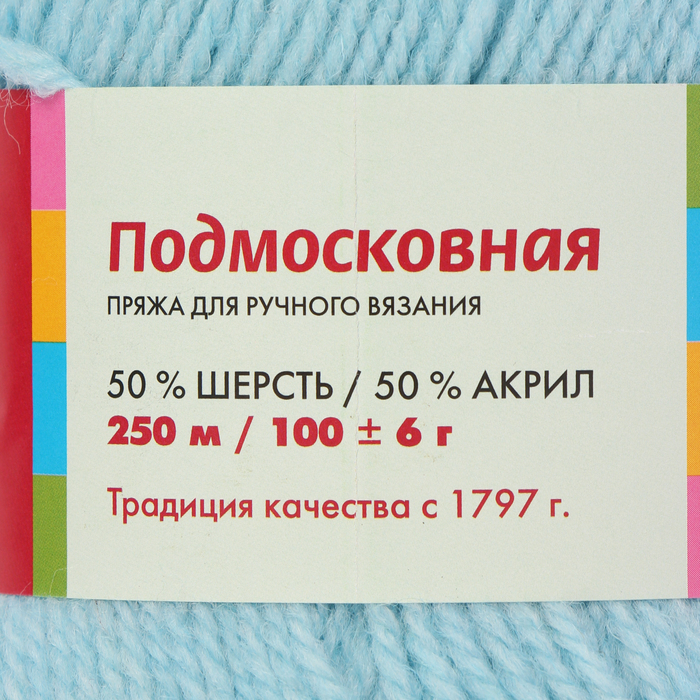 Подмосковная
ПРЯЖА ДЛЯ РУЧНОГО ВЯЗАНИЯ
50 % ШЕРСТЬ / 50 % АКРИЛ
250 м / 100 ± 6 г
Традиция качества с 1797 г.